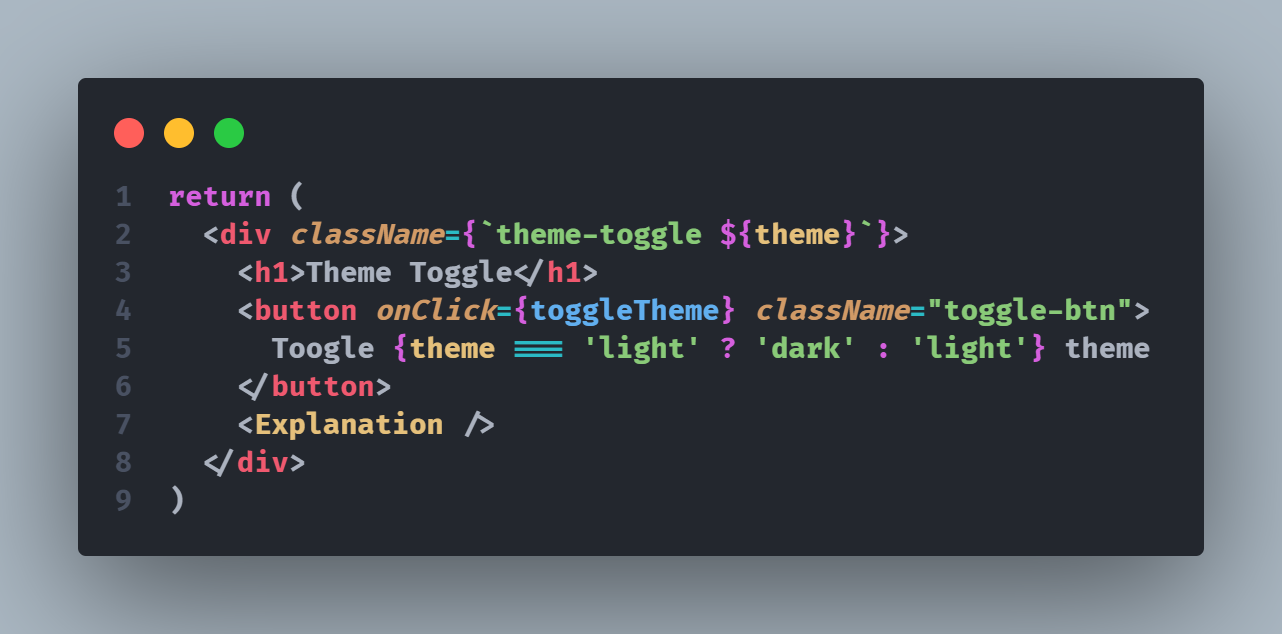 1 return (
2   <div className={`theme-toggle ${theme}`}>
3     <h1>Theme Toggle</h1>
4     <button onClick={toggleTheme} className="toggle-btn">
5       Toogle {theme === 'light' ? 'dark' : 'light'} theme
6     </button>
7     <Explanation />
8   </div>
9 )